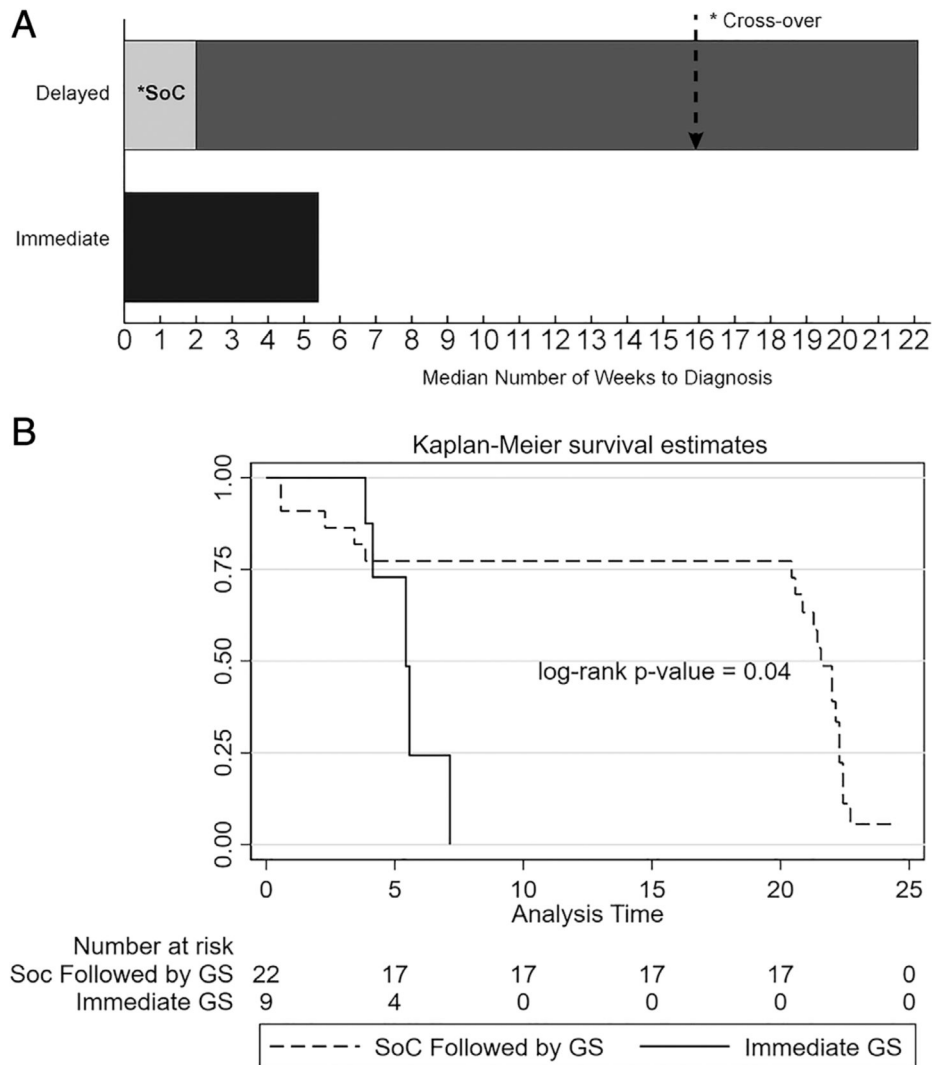 A
* Cross-over
Delayed
*SoC
Immediate
0 1 2 3 4 5 6 7 8 9 10 11 12 13 14 15 16 17 18 19 20 21 22
Median Number of Weeks to Diagnosis
B
Kaplan-Meier survival estimates
1.00
0.75
0.50
0.25
0.00
log-rank p-value = 0.04
0 5 10 15 20 25
Analysis Time
Number at risk
Soc Followed by GS 22 17 17 17 17 0
Immediate GS 9 4 0 0 0 0
SoC Followed by GS Immediate GS